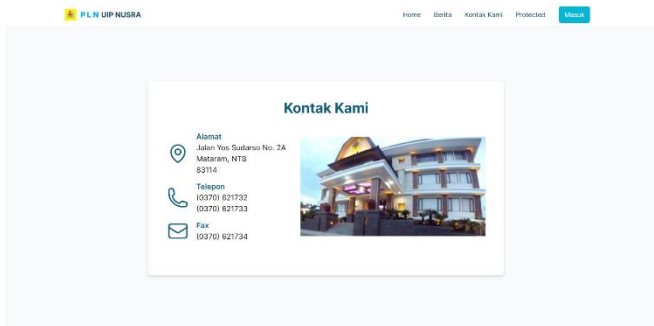 PLN UIP NUSRA
Home Berita Kontak Kami Protected Masuk
Kontak Kami
Alamat
Jalan Yos Sudarso No. 2A
Mataram, NTB
83114
Telepon
(0370) 621732
(0370) 621733
Fax
(0370) 621734